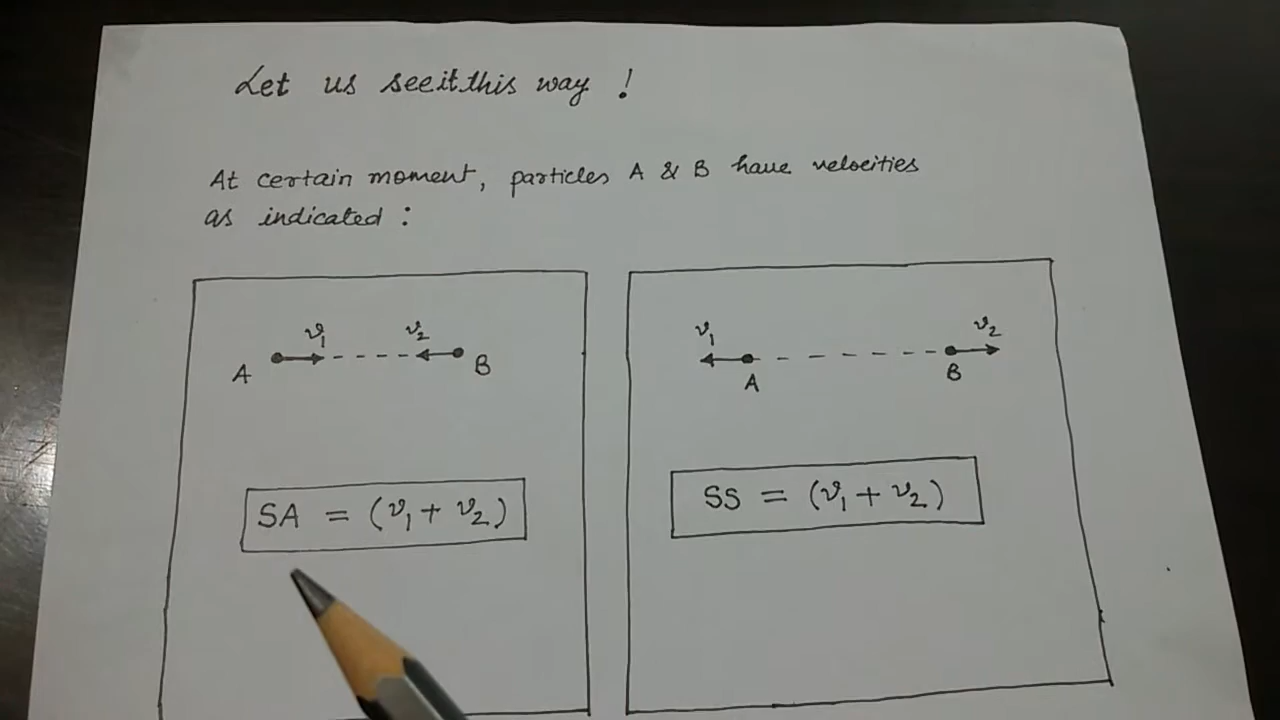 Let us see it this way !
At certain moment, particles A & B have velocities
as indicated :
v₁ v₂
A B
SA = (v₁ + v₂)
v₁ v₂
A B
SS = (v₁ + v₂)